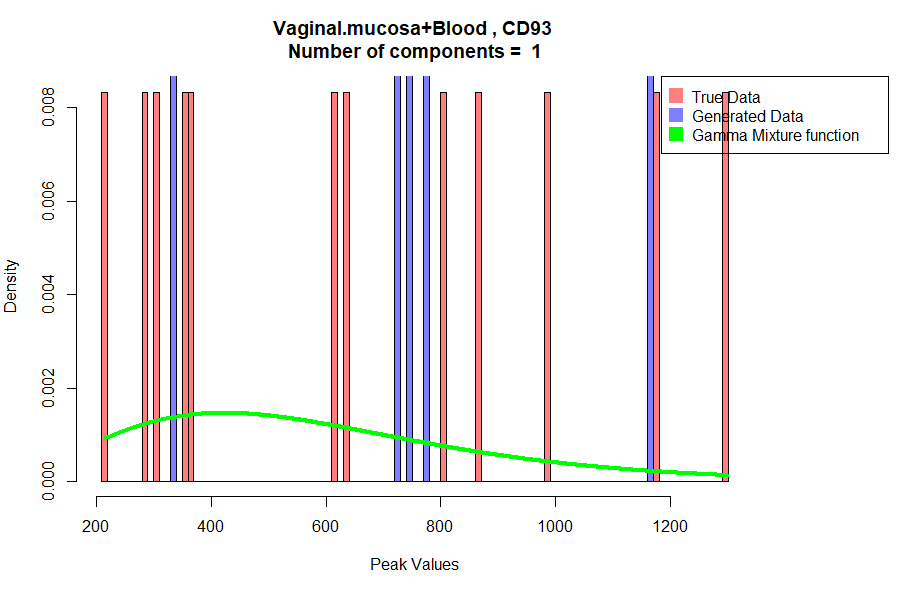 Vaginal.mucosa+Blood , CD93
Number of components =  1
True Data
Generated Data
Gamma Mixture function
Density
0.008
0.006
0.004
0.002
0.000
200 400 600 800 1000 1200
Peak Values